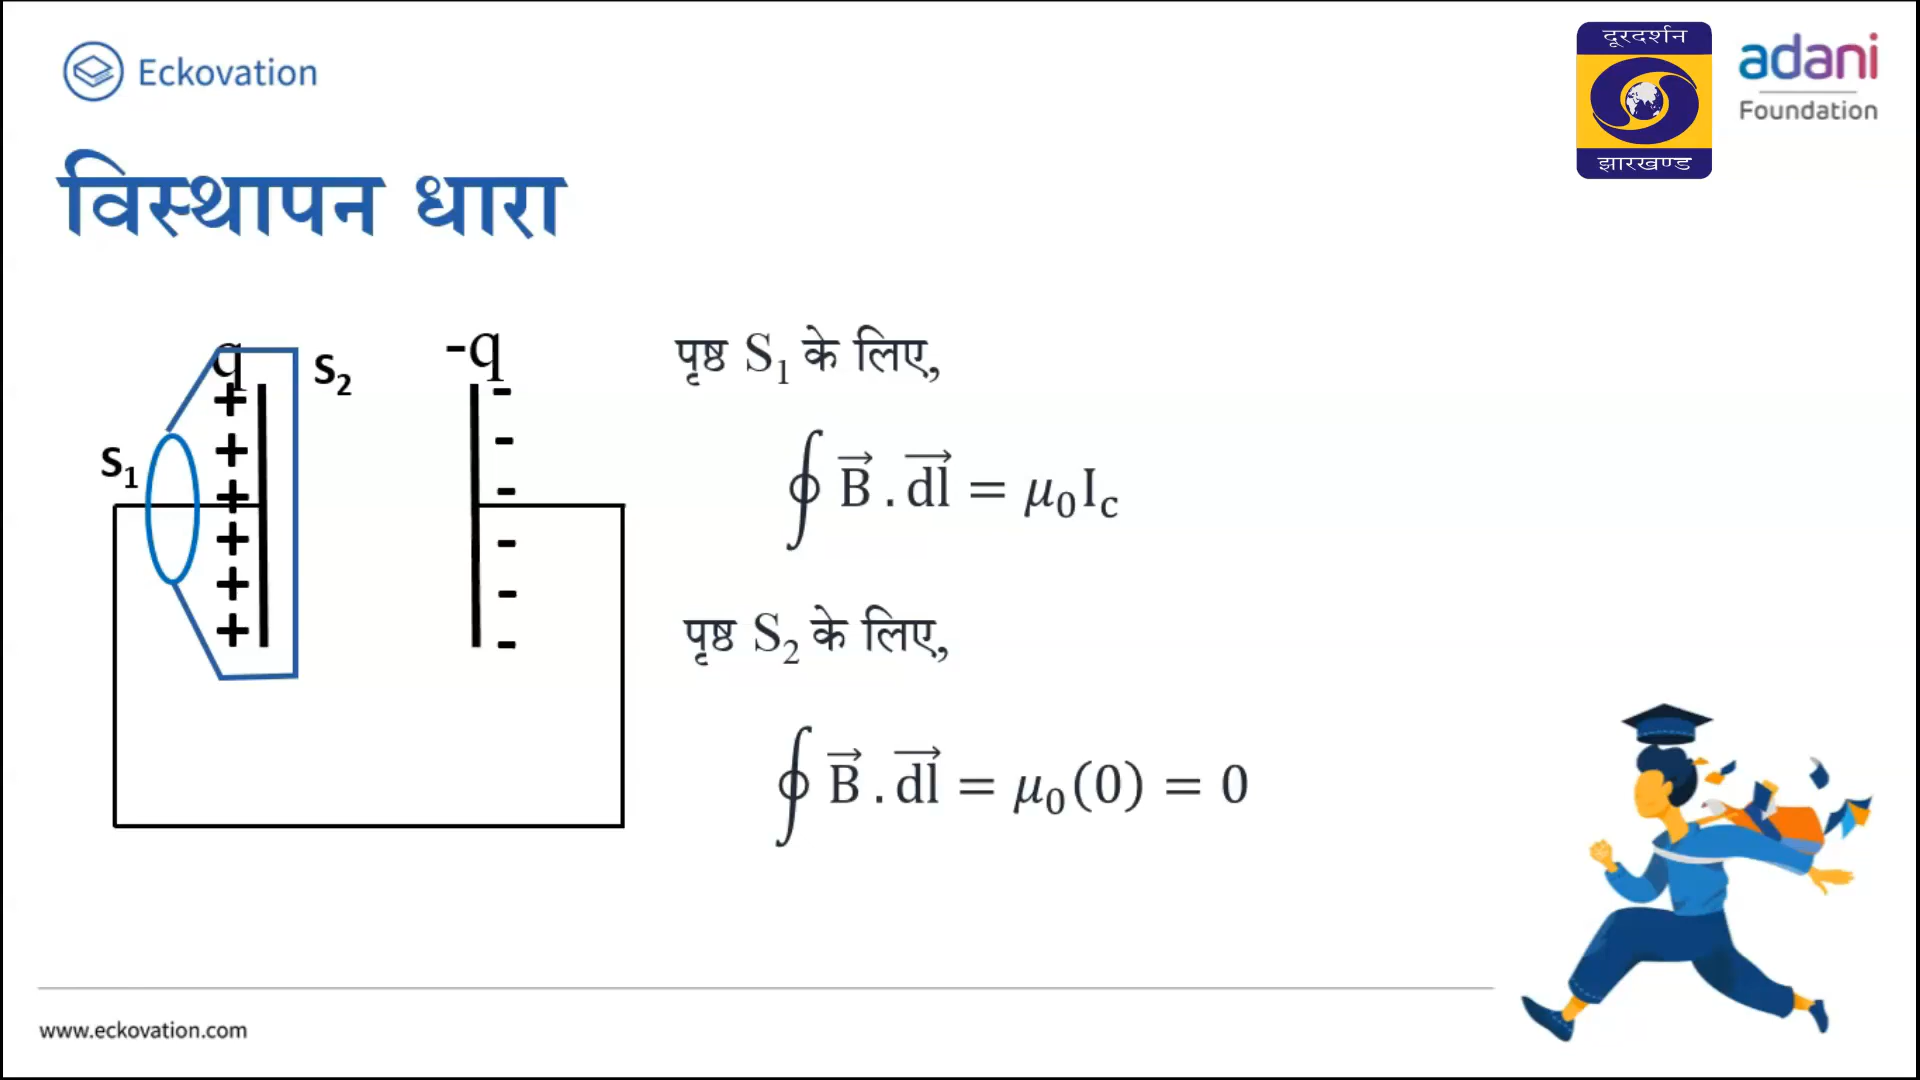 Eckovation
दूरदर्शन
झारखण्ड
adani
Foundation
विस्थापन धारा
q
-q
S₂
S₁
+
+
+
+
+
+
-
-
-
-
-
-
पृष्ठ S₁ के लिए,
∮ B⃗ . dl⃗ = μ₀I_c
पृष्ठ S₂ के लिए,
∮ B⃗ . dl⃗ = μ₀(0) = 0
www.eckovation.com